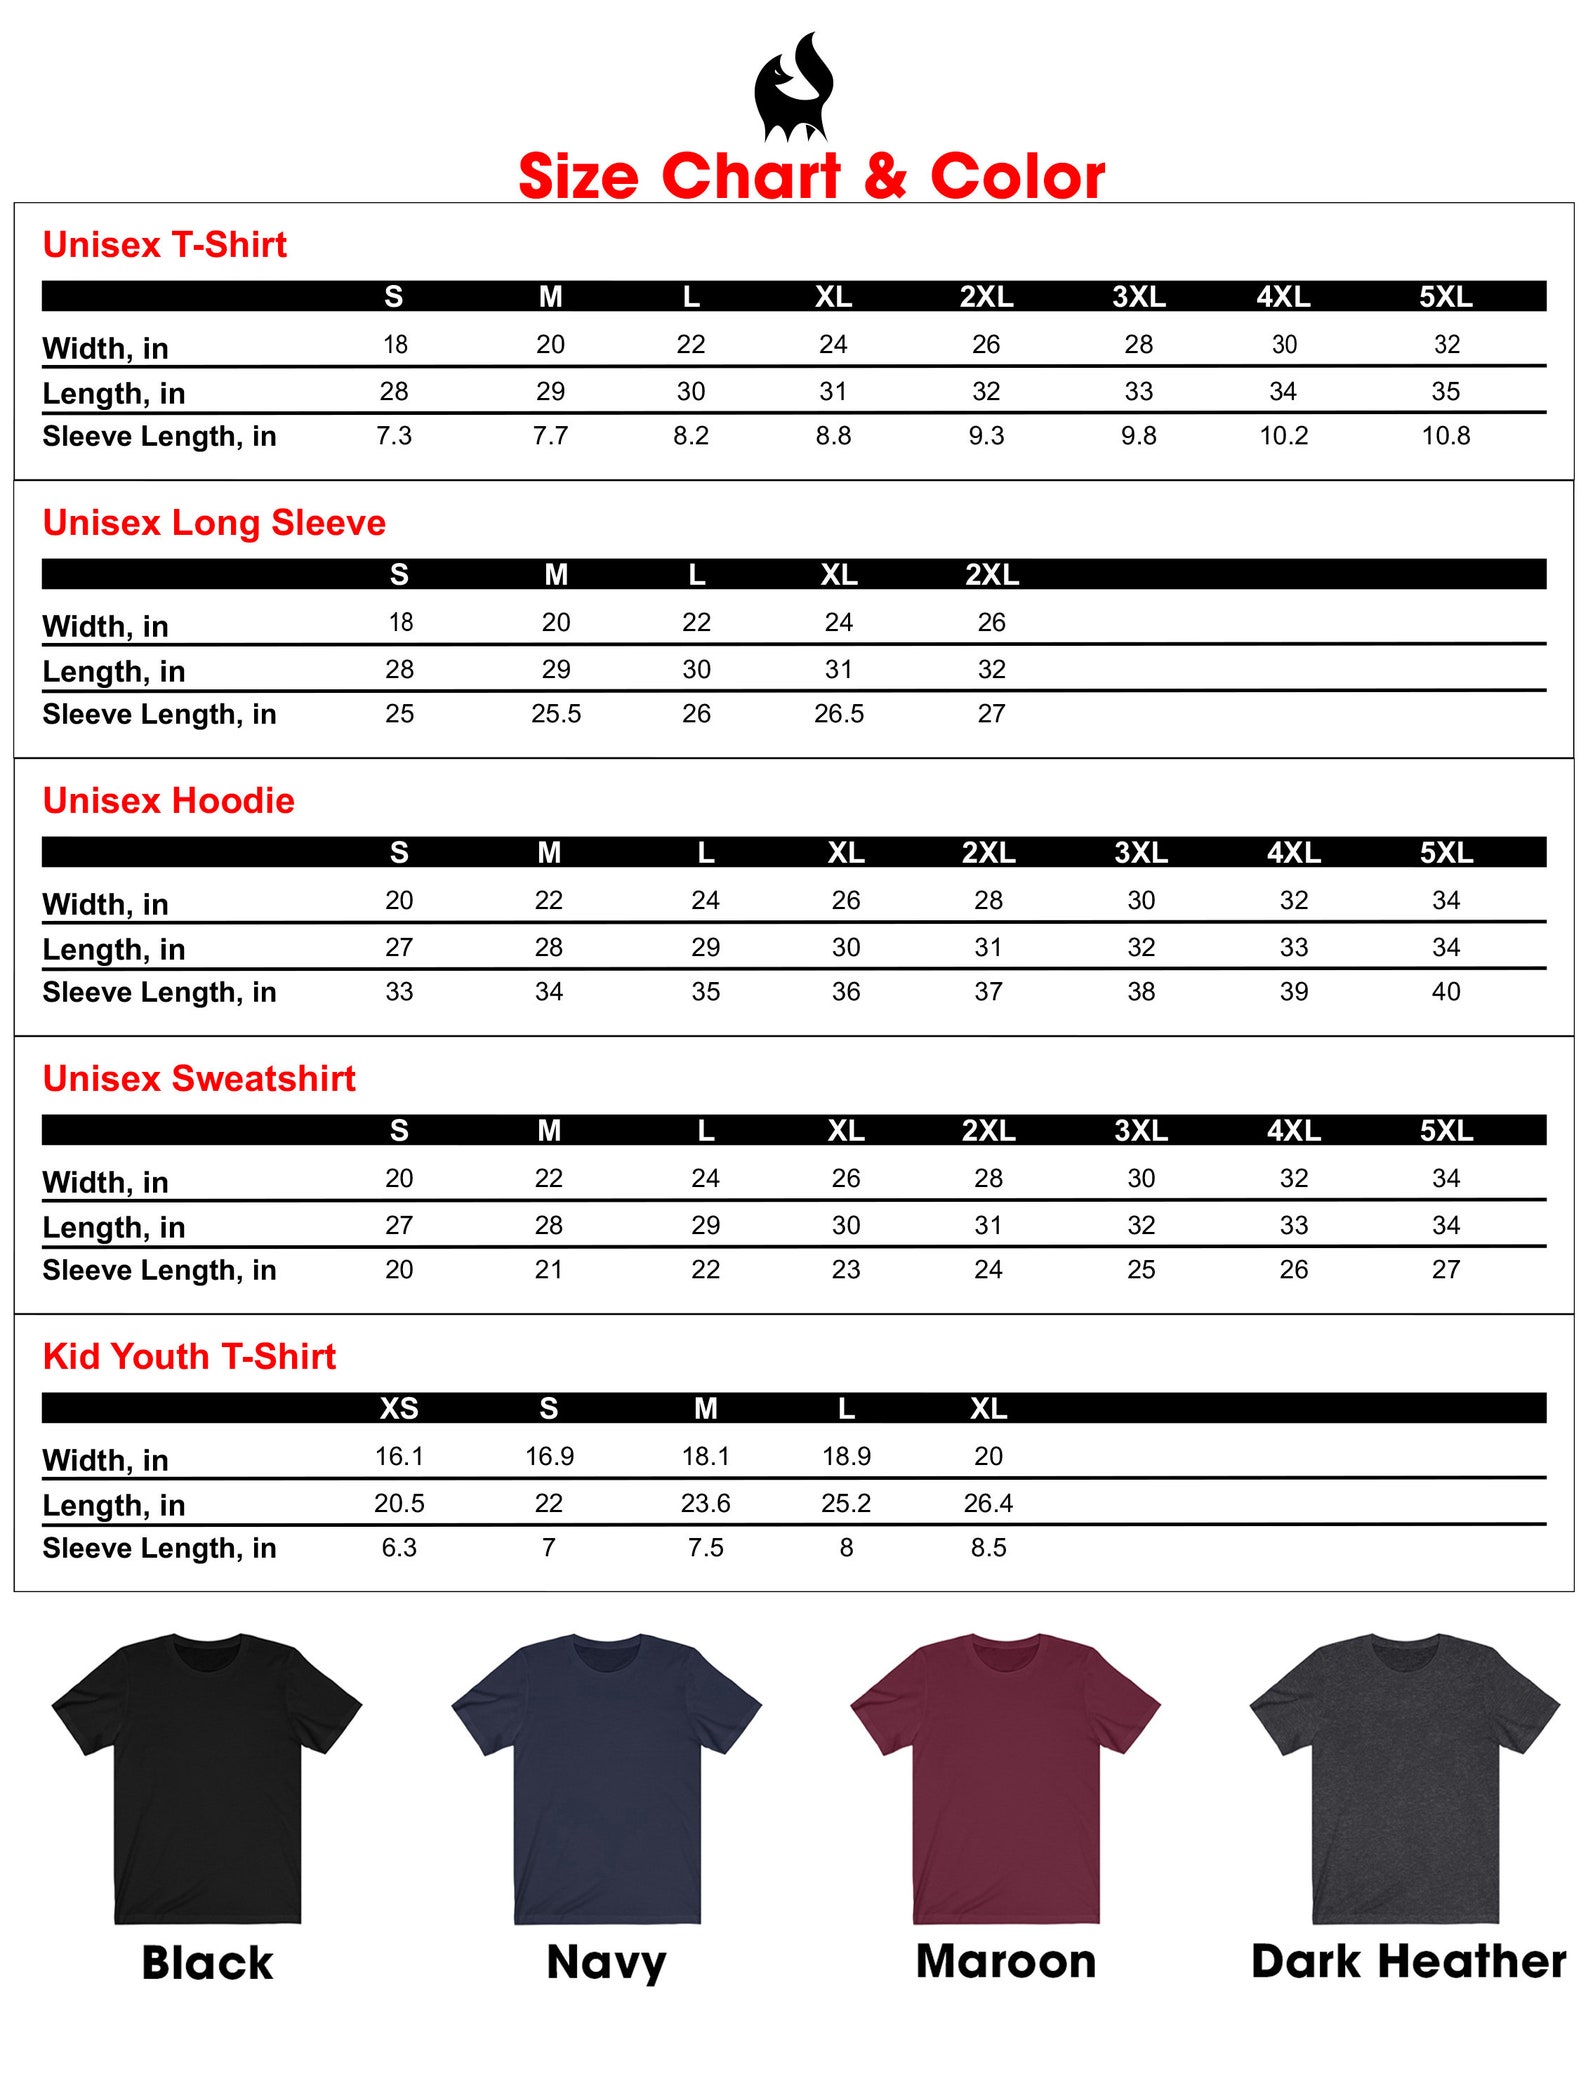 Size Chart & Color
Unisex T-Shirt
S M L XL 2XL 3XL 4XL 5XL
Width, in 18 20 22 24 26 28 30 32
Length, in 28 29 30 31 32 33 34 35
Sleeve Length, in 7.3 7.7 8.2 8.8 9.3 9.8 10.2 10.8
Unisex Long Sleeve
S M L XL 2XL
Width, in 18 20 22 24 26
Length, in 28 29 30 31 32
Sleeve Length, in 25 25.5 26 26.5 27
Unisex Hoodie
S M L XL 2XL 3XL 4XL 5XL
Width, in 20 22 24 26 28 30 32 34
Length, in 27 28 29 30 31 32 33 34
Sleeve Length, in 33 34 35 36 37 38 39 40
Unisex Sweatshirt
S M L XL 2XL 3XL 4XL 5XL
Width, in 20 22 24 26 28 30 32 34
Length, in 27 28 29 30 31 32 33 34
Sleeve Length, in 20 21 22 23 24 25 26 27
Kid Youth T-Shirt
XS S M L XL
Width, in 16.1 16.9 18.1 18.9 20
Length, in 20.5 22 23.6 25.2 26.4
Sleeve Length, in 6.3 7 7.5 8 8.5
Black Navy Maroon Dark Heather